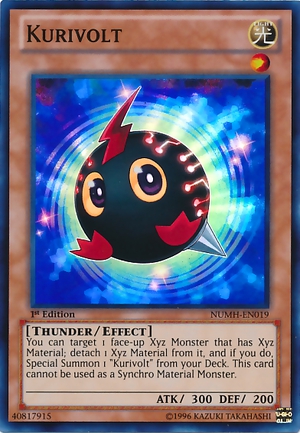 KURIVOLT
光
1st Edition
NUMH-EN019
[THUNDER/EFFECT]
You can target 1 face-up Xyz Monster that has Xyz
Material; detach 1 Xyz Material from it, and if you do,
Special Summon 1 "Kurivolt" from your Deck. This card
cannot be used as a Synchro Material Monster.
ATK/ 300 DEF/ 200
40817915
©1996 KAZUKI TAKAHASHI